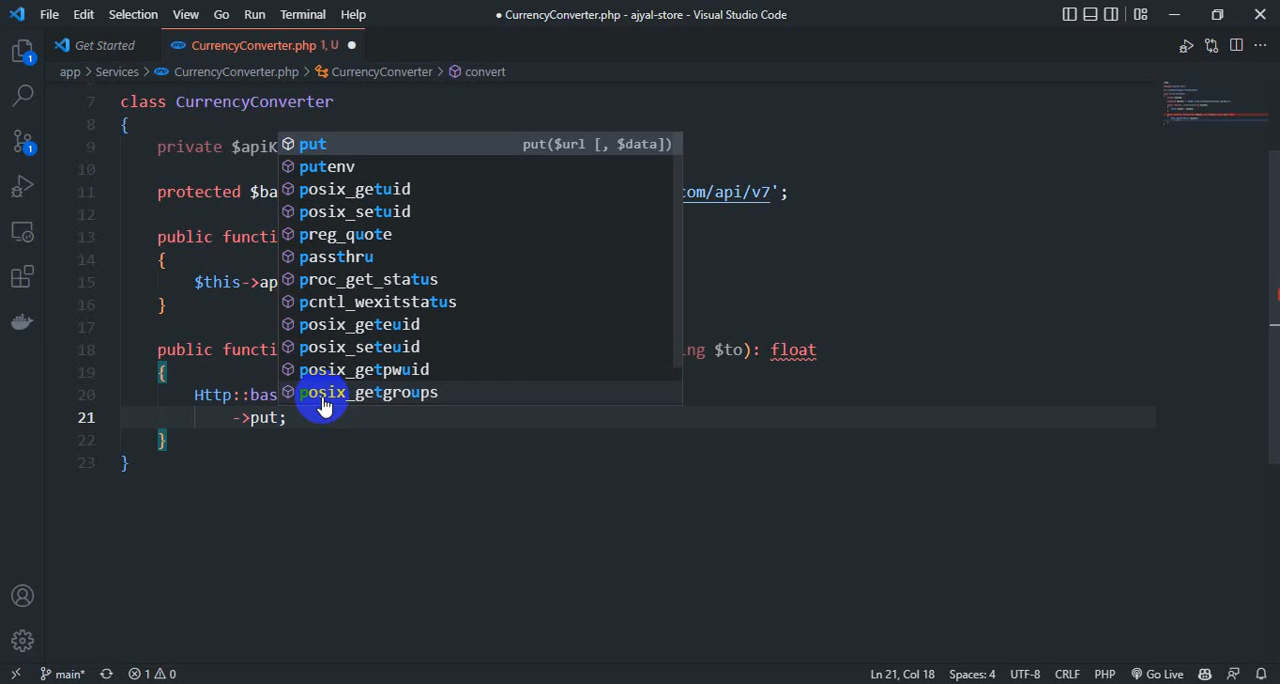 File Edit Selection View Go Run Terminal Help
● CurrencyConverter.php - ajyal-store - Visual Studio Code
Get Started
CurrencyConverter.php 1, U ●
app > Services > CurrencyConverter.php > CurrencyConverter > convert
7 class CurrencyConverter
8 {
9 private $apiK
10
11 protected $ba om/api/v7';
12
13 public functi
14 {
15 $this->ap
16 }
17
18 public functi ng $to): float
19 {
20 Http::bas
21 ->put;
22 }
23 }
put put($url [, $data])
putenv
posix_getuid
posix_setuid
preg_quote
passthru
proc_get_status
pcntl_wexitstatus
posix_geteuid
posix_seteuid
posix_getpwuid
posix_getgroups
1
1
main* 1 0 Ln 21, Col 18 Spaces: 4 UTF-8 CRLF PHP Go Live